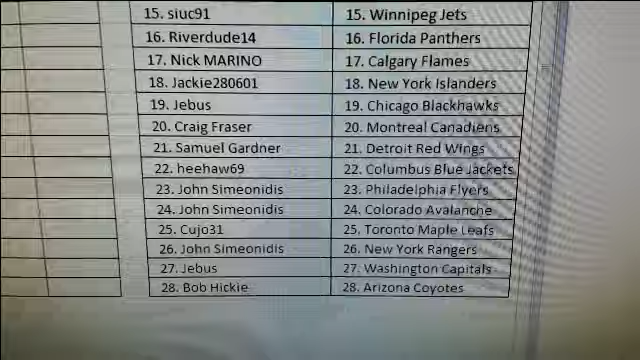 15. siuc91 15. Winnipeg Jets
16. Riverdude14 16. Florida Panthers
17. Nick MARINO 17. Calgary Flames
18. Jackie280601 18. New York Islanders
19. Jebus 19. Chicago Blackhawks
20. Craig Fraser 20. Montreal Canadiens
21. Samuel Gardner 21. Detroit Red Wings
22. heehaw69 22. Columbus Blue Jackets
23. John Simeonidis 23. Philadelphia Flyers
24. John Simeonidis 24. Colorado Avalanche
25. Cujo31 25. Toronto Maple Leafs
26. John Simeonidis 26. New York Rangers
27. Jebus 27. Washington Capitals
28. Bob Hickie 28. Arizona Coyotes